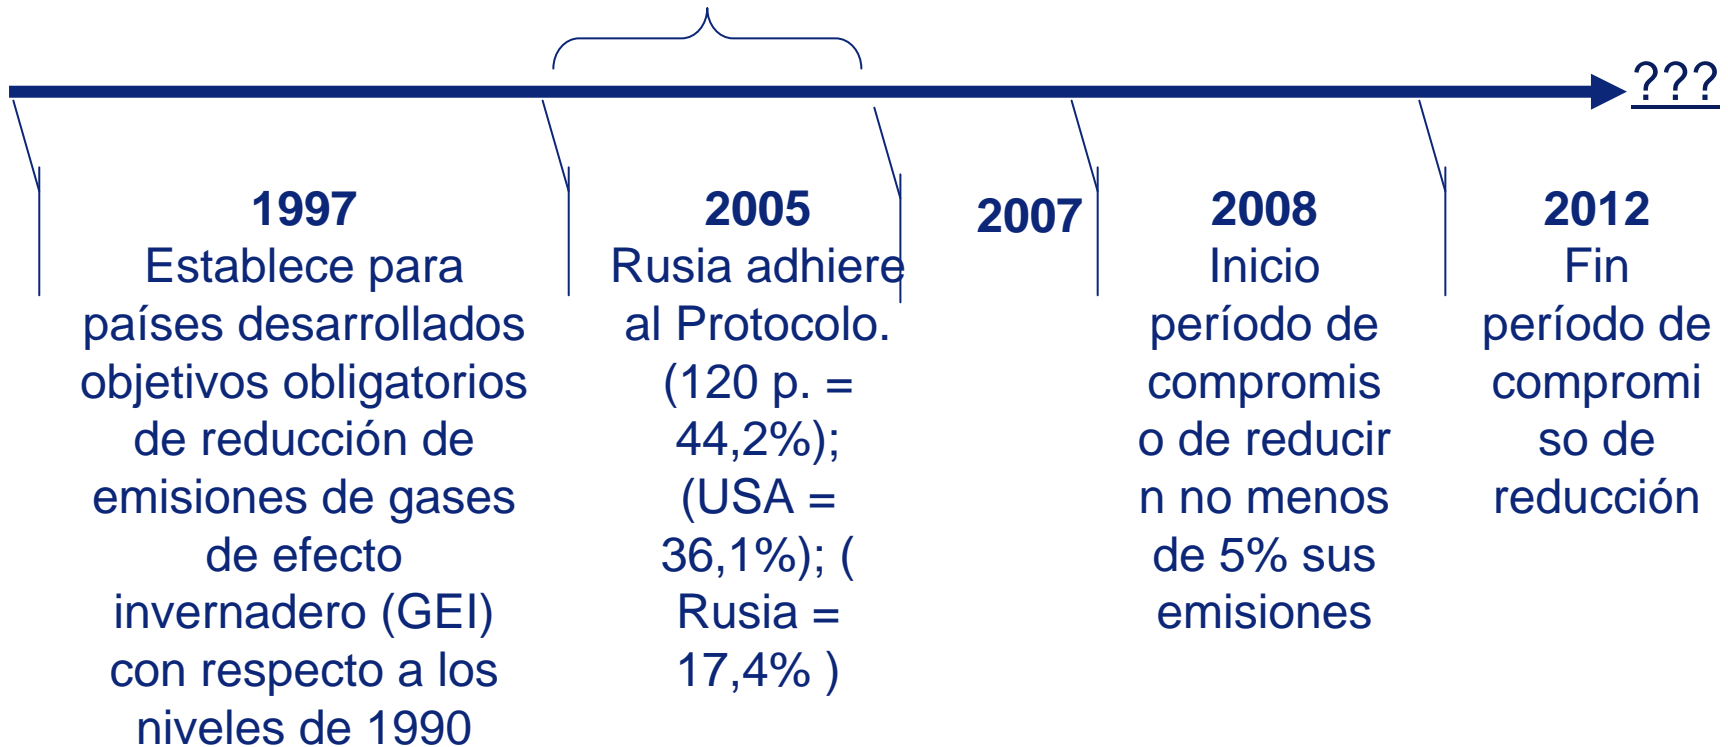 ???
1997
Establece para
países desarrollados
objetivos obligatorios
de reducción de
emisiones de gases
de efecto
invernadero (GEI)
con respecto a los
niveles de 1990
2005
Rusia adhiere
al Protocolo.
(120 p. =
44,2%);
(USA =
36,1%); (
Rusia =
17,4% )
2007
2008
Inicio
período de
compromis
o de reducir
n no menos
de 5% sus
emisiones
2012
Fin
período de
compromi
so de
reducción